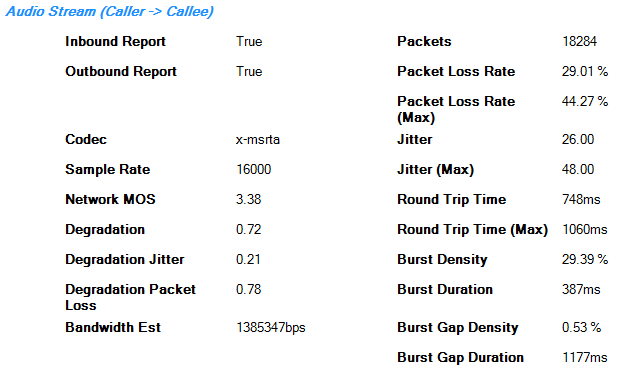 Audio Stream (Caller -> Callee)
Inbound Report True Packets 18284
Outbound Report True Packet Loss Rate 29.01 %
Packet Loss Rate (Max) 44.27 %
Codec x-msrta Jitter 26.00
Sample Rate 16000 Jitter (Max) 48.00
Network MOS 3.38 Round Trip Time 748ms
Degradation 0.72 Round Trip Time (Max) 1060ms
Degradation Jitter 0.21 Burst Density 29.39 %
Degradation Packet Loss 0.78 Burst Duration 387ms
Bandwidth Est 1385347bps Burst Gap Density 0.53 %
Burst Gap Duration 1177ms